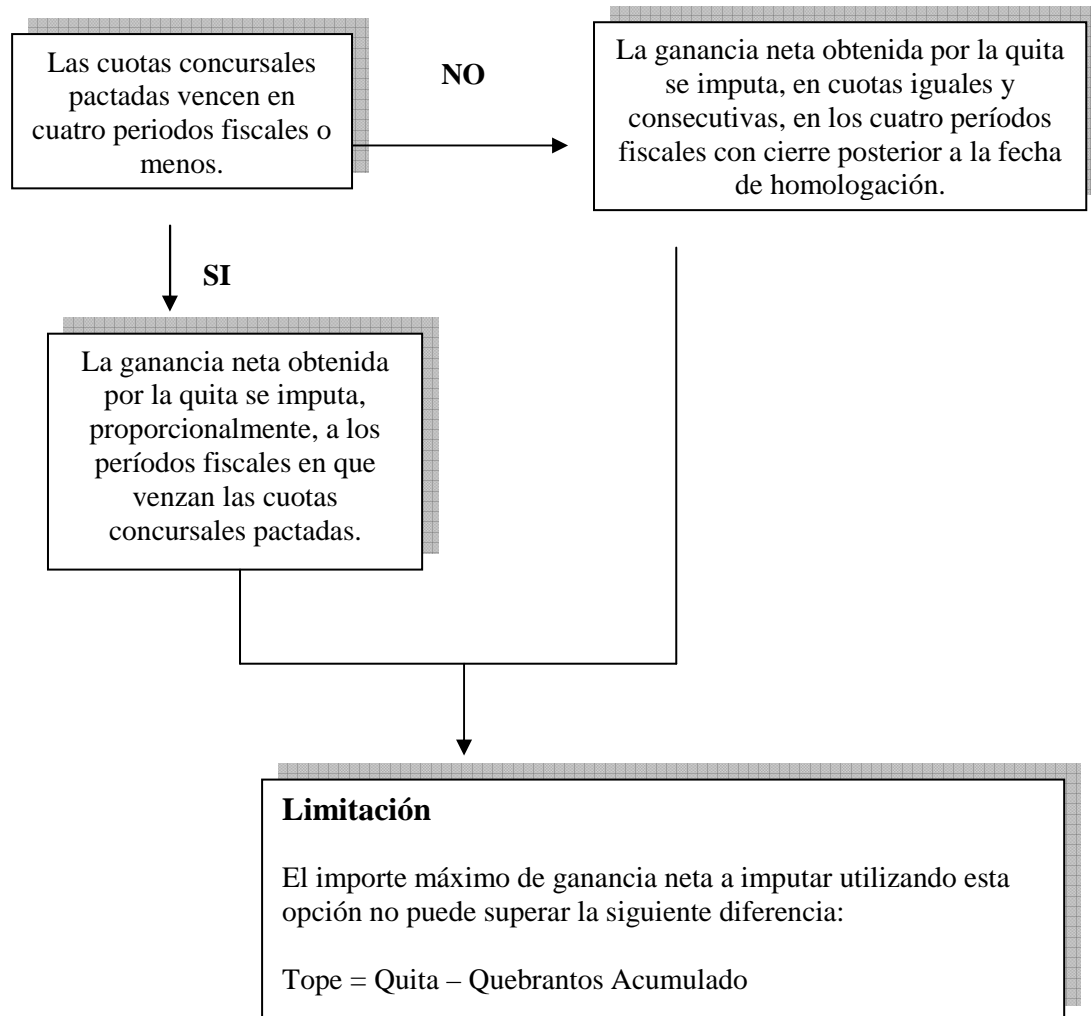 Las cuotas concursales
pactadas vencen en
cuatro periodos fiscales o
menos.
NO
La ganancia neta obtenida por la quita
se imputa, en cuotas iguales y
consecutivas, en los cuatro períodos
fiscales con cierre posterior a la fecha
de homologación.
SI
La ganancia neta obtenida
por la quita se imputa,
proporcionalmente, a los
períodos fiscales en que
venzan las cuotas
concursales pactadas.
Limitación
El importe máximo de ganancia neta a imputar utilizando esta
opción no puede superar la siguiente diferencia:
Tope = Quita – Quebrantos Acumulado